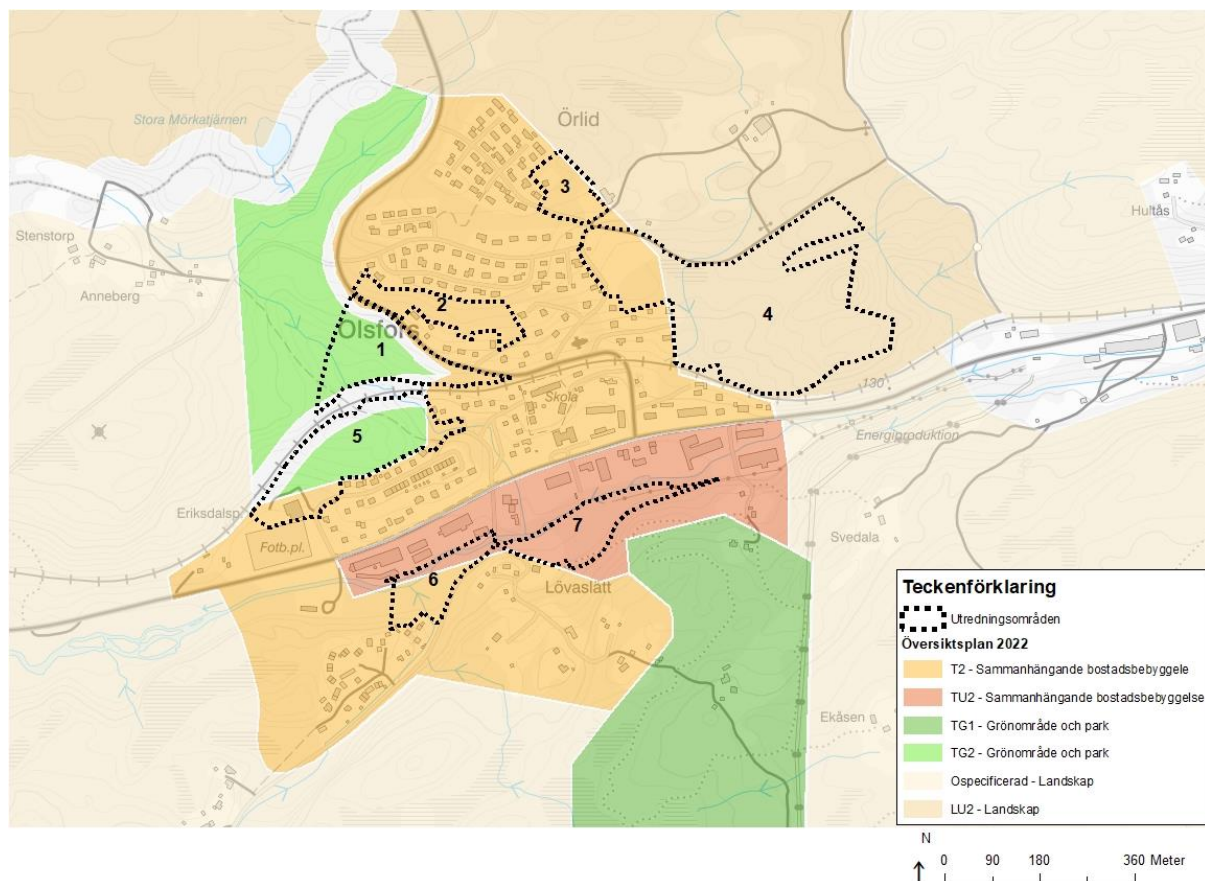 Örlid
Stora Mörkatjärnen
3
Hultås
Stenstorp
Anneberg
2
4
Olsfors
1
130
Skola
5
Energiproduktion
Eriksdalsp
7
Svedala
Fotb.pl.
6
Lövaslätt
Ekåsen
Teckenförklaring
Utredningsområden
Översiktsplan 2022
T2 - Sammanhängande bostadsbebyggele
TU2 - Sammanhängande bostadsbebyggelse
TG1 - Grönområde och park
TG2 - Grönområde och park
Ospecificerad - Landskap
LU2 - Landskap
N
0 90 180 360 Meter